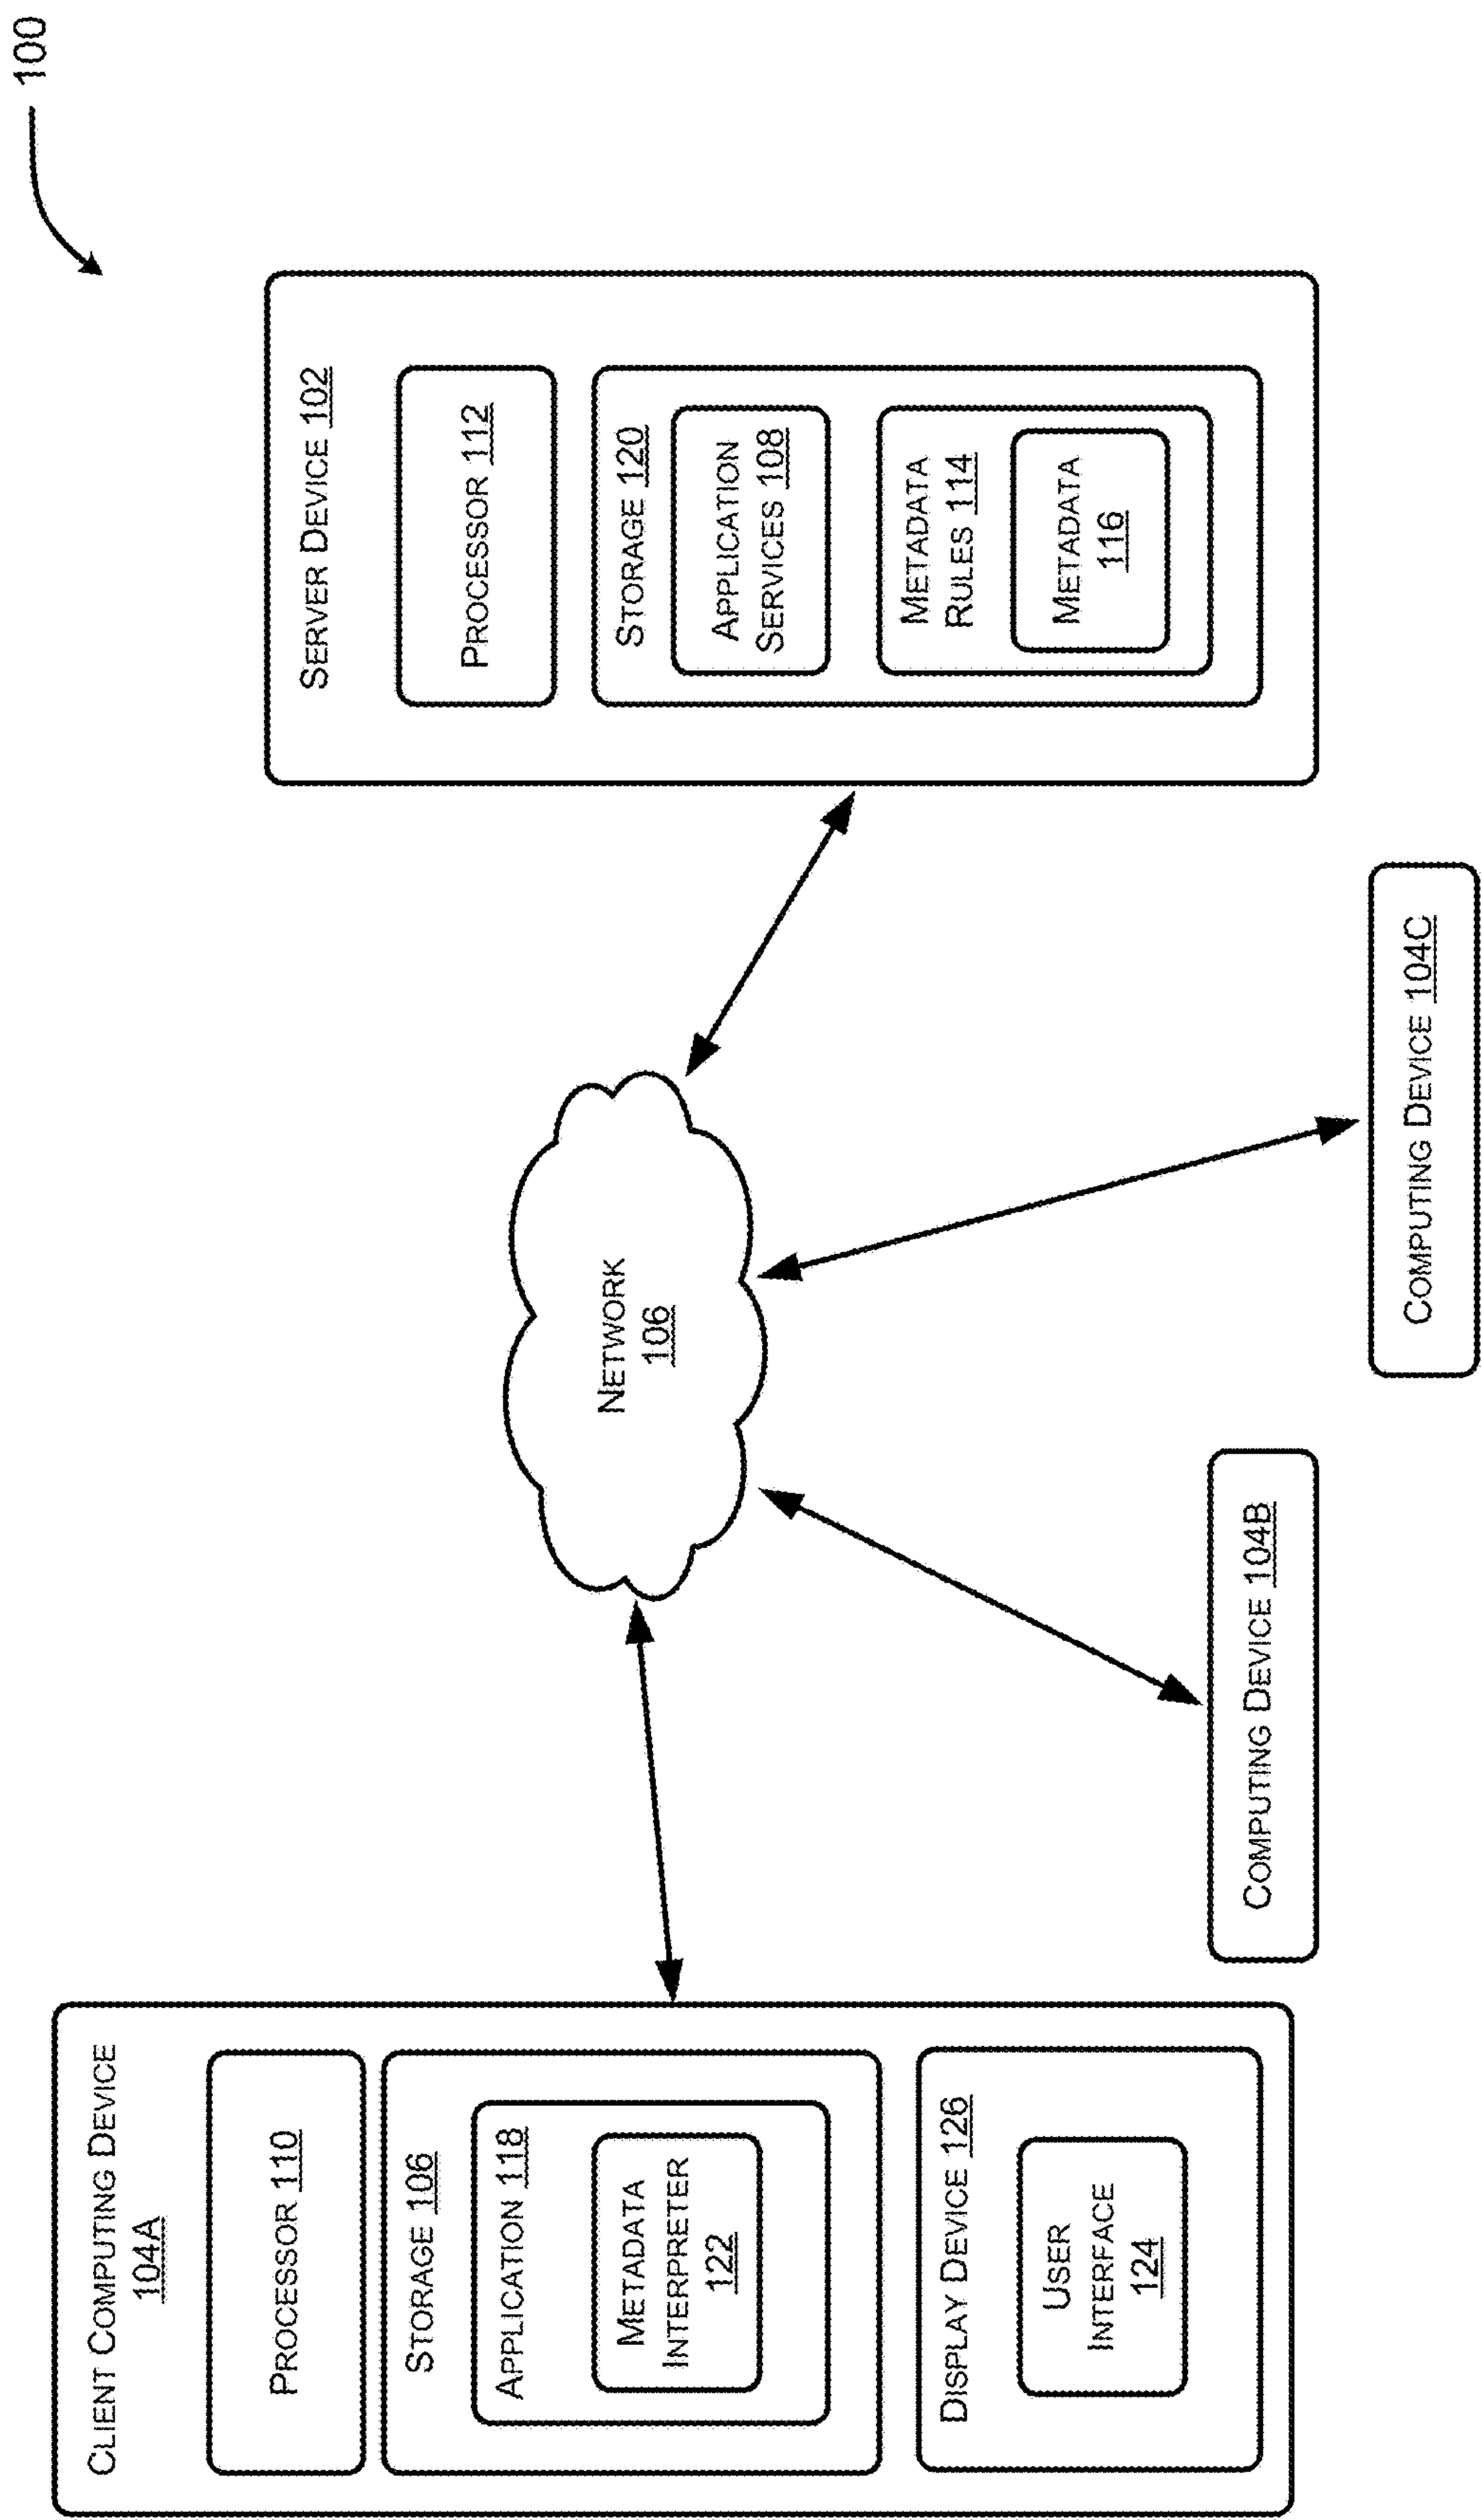 100
CLIENT COMPUTING DEVICE
104A
PROCESSOR 110
STORAGE 106
APPLICATION 118
METADATA
INTERPRETER
122
DISPLAY DEVICE 126
USER
INTERFACE
124
NETWORK
106
COMPUTING DEVICE 104B
COMPUTING DEVICE 104C
SERVER DEVICE 102
PROCESSOR 112
STORAGE 120
APPLICATION
SERVICES 108
METADATA
RULES 114
METADATA
116